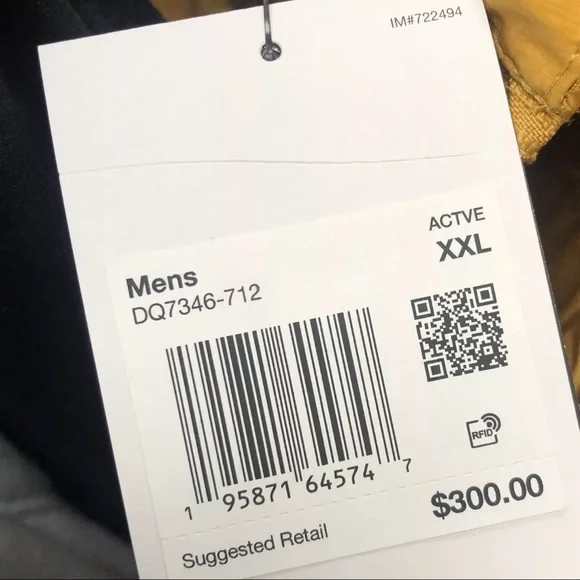 IM#722494
ACTVE
XXL
Mens
DQ7346-712
RFID
1 95871 64574 7
$300.00
Suggested Retail